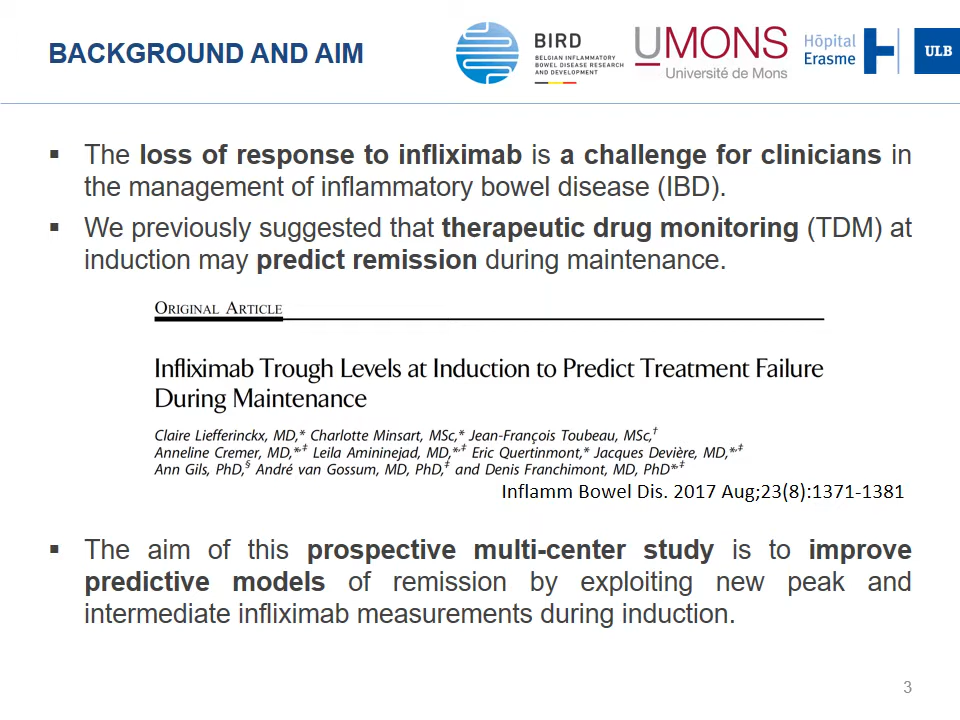 BACKGROUND AND AIM
BIRD
BELGIAN INFLAMMATORY
BOWEL DISEASE RESEARCH
AND DEVELOPMENT
UMONS
Université de Mons
Hôpital
Erasme
ULB
▪ The loss of response to infliximab is a challenge for clinicians in
the management of inflammatory bowel disease (IBD).
▪ We previously suggested that therapeutic drug monitoring (TDM) at
induction may predict remission during maintenance.
ORIGINAL ARTICLE
Infliximab Trough Levels at Induction to Predict Treatment Failure
During Maintenance
Claire Liefferinckx, MD,* Charlotte Minsart, MSc,* Jean-François Toubeau, MSc,†
Anneline Cremer, MD,*,‡ Leila Amininejad, MD,*,‡ Eric Quertinmont,* Jacques Devière, MD,*,‡
Ann Gils, PhD,§ André van Gossum, MD, PhD,‡ and Denis Franchimont, MD, PhD*,‡
Inflamm Bowel Dis. 2017 Aug;23(8):1371-1381
▪ The aim of this prospective multi-center study is to improve
predictive models of remission by exploiting new peak and
intermediate infliximab measurements during induction.
3